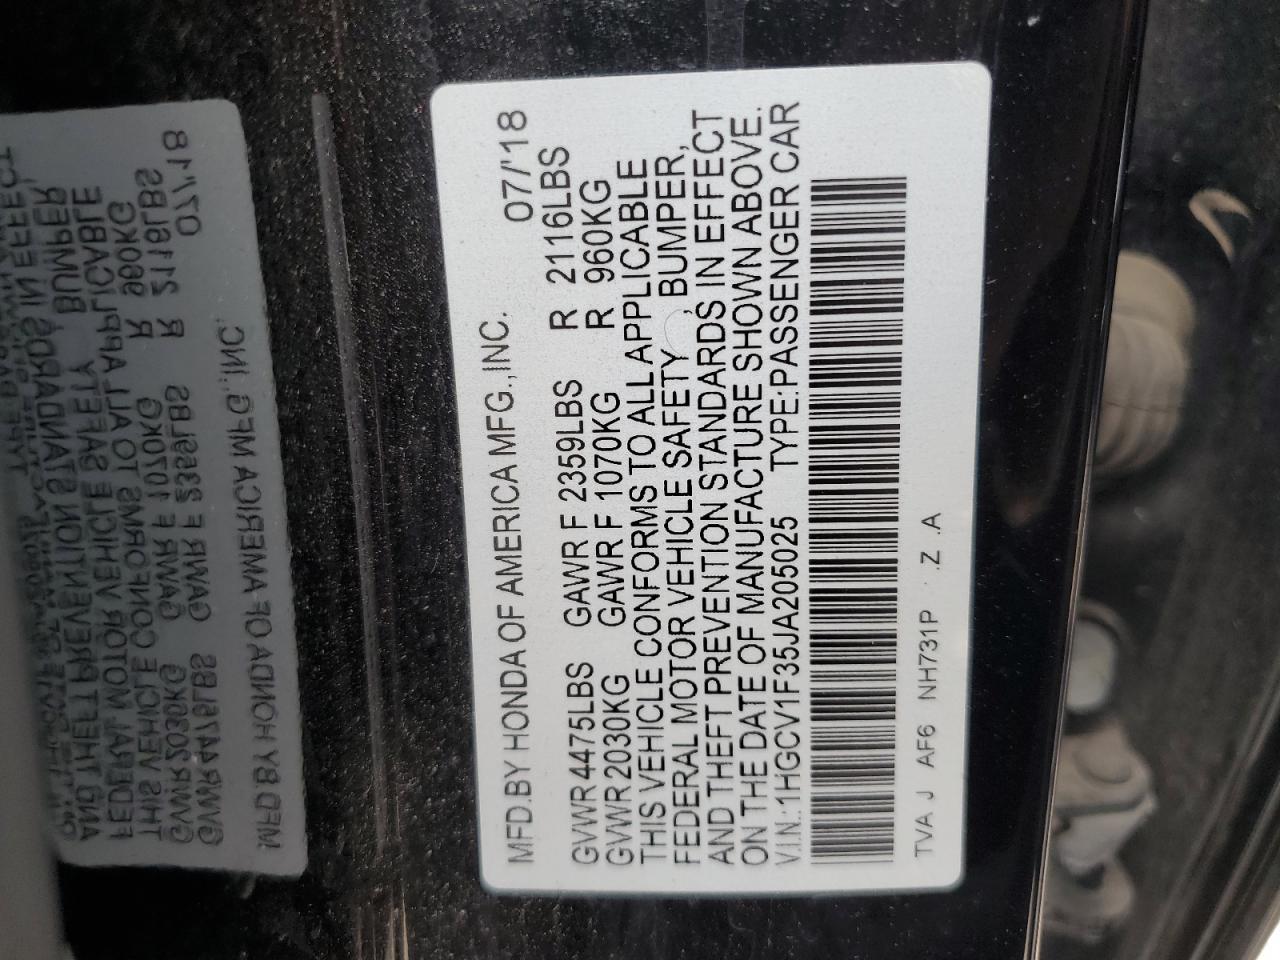 MFD.BY HONDA OF AMERICA MFG.,INC. 07/'18
GVWR 4475LBS GAWR F 2359LBS R 2116LBS
GVWR 2030KG GAWR F 1070KG R 960KG
THIS VEHICLE CONFORMS TO ALL APPLICABLE
FEDERAL MOTOR VEHICLE SAFETY , BUMPER,
AND THEFT PREVENTION STANDARDS IN EFFECT
ON THE DATE OF MANUFACTURE SHOWN ABOVE.
V.I.N.:1HGCV1F35JA205025 TYPE:PASSENGER CAR
TVA J AF6 NH731P .Z .A